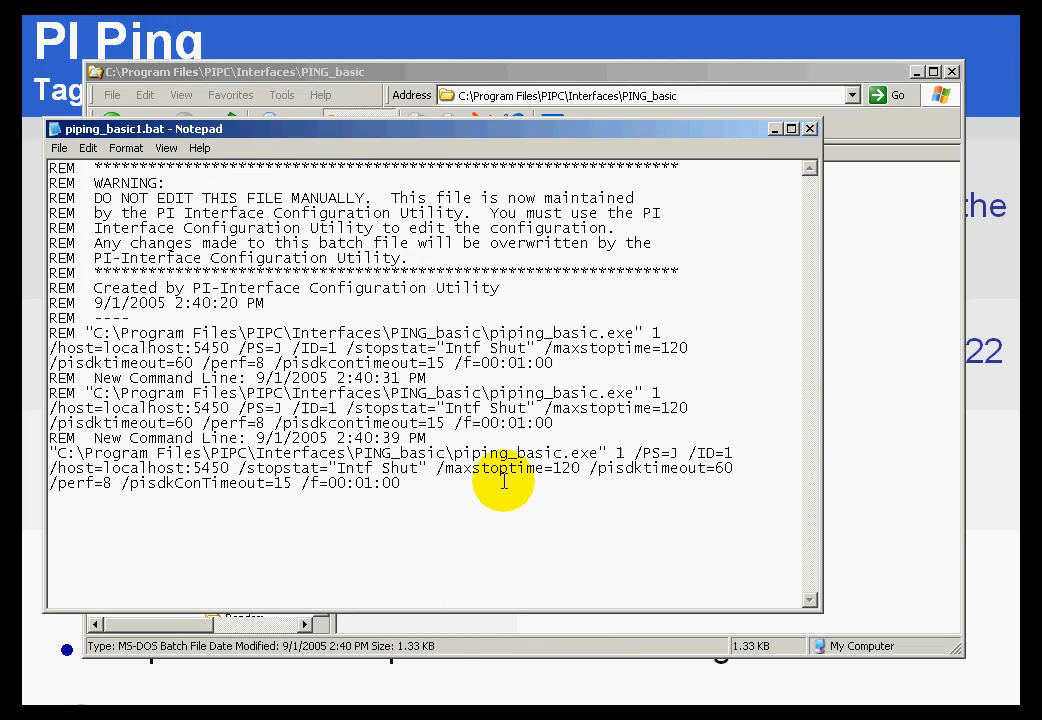 PI Ping
Tag
C:\Program Files\PIPC\Interfaces\PING_basic
File Edit View Favorites Tools Help Address C:\Program Files\PIPC\Interfaces\PING_basic Go
piping_basic1.bat - Notepad
File Edit Format View Help
REM ******************************************************************
REM WARNING:
REM DO NOT EDIT THIS FILE MANUALLY. This file is now maintained
REM by the PI Interface Configuration Utility. You must use the PI
REM Interface Configuration Utility to edit the configuration.
REM Any changes made to this batch file will be overwritten by the
REM PI-Interface Configuration Utility.
REM ******************************************************************
REM Created by PI-Interface Configuration Utility
REM 9/1/2005 2:40:20 PM
REM ----
REM "C:\Program Files\PIPC\Interfaces\PING_basic\piping_basic.exe" 1
/host=localhost:5450 /PS=J /ID=1 /stopstat="Intf Shut" /maxstoptime=120
/pisdktimeout=60 /perf=8 /pisdkcontimeout=15 /f=00:01:00
REM New Command Line: 9/1/2005 2:40:31 PM
REM "C:\Program Files\PIPC\Interfaces\PING_basic\piping_basic.exe" 1
/host=localhost:5450 /PS=J /ID=1 /stopstat="Intf Shut" /maxstoptime=120
/pisdktimeout=60 /perf=8 /pisdkcontimeout=15 /f=00:01:00
REM New Command Line: 9/1/2005 2:40:39 PM
"C:\Program Files\PIPC\Interfaces\PING_basic\piping_basic.exe" 1 /PS=J /ID=1
/host=localhost:5450 /stopstat="Intf Shut" /maxstoptime=120 /pisdktimeout=60
/perf=8 /pisdkConTimeout=15 /f=00:01:00
the
22
Type: MS-DOS Batch File Date Modified: 9/1/2005 2:40 PM Size: 1.33 KB 1.33 KB My Computer